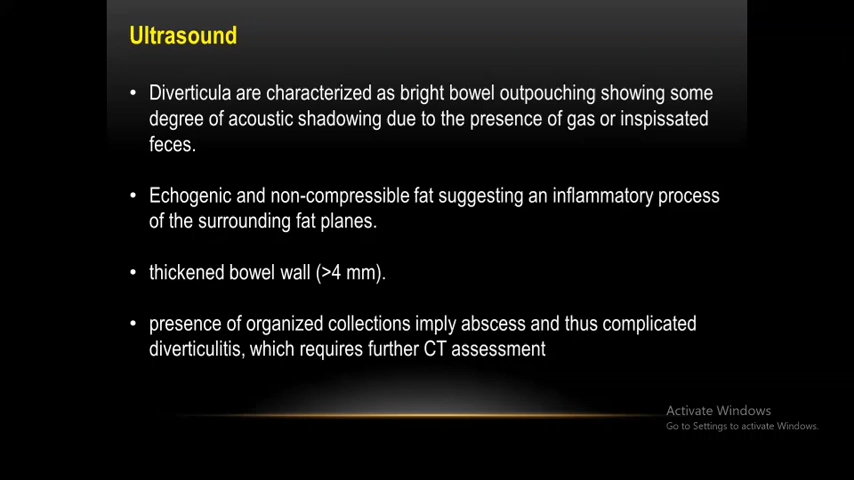 Ultrasound
• Diverticula are characterized as bright bowel outpouching showing some
degree of acoustic shadowing due to the presence of gas or inspissated
feces.
• Echogenic and non-compressible fat suggesting an inflammatory process
of the surrounding fat planes.
• thickened bowel wall (>4 mm).
• presence of organized collections imply abscess and thus complicated
diverticulitis, which requires further CT assessment
Activate Windows
Go to Settings to activate Windows.